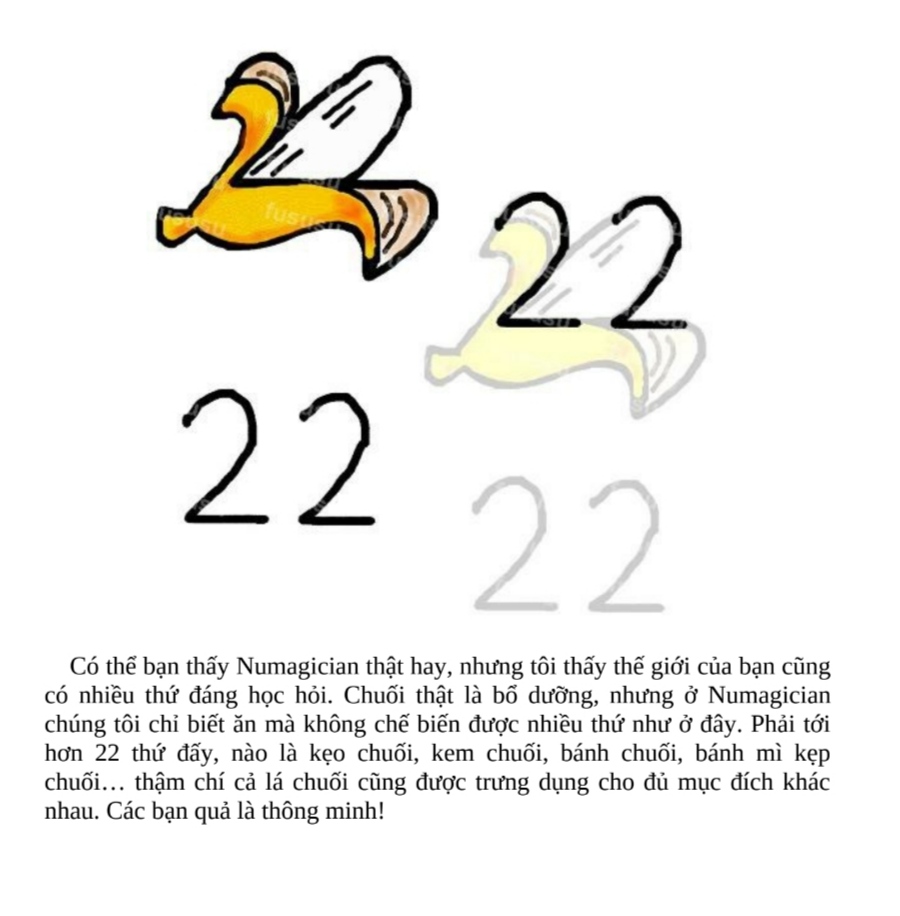 22
22
22
Có thể bạn thấy Numagician thật hay, nhưng tôi thấy thế giới của bạn cũng
có nhiều thứ đáng học hỏi. Chuối thật là bổ dưỡng, nhưng ở Numagician
chúng tôi chỉ biết ăn mà không chế biến được nhiều thứ như ở đây. Phải tới
hơn 22 thứ đấy, nào là kẹo chuối, kem chuối, bánh chuối, bánh mì kẹp
chuối… thậm chí cả lá chuối cũng được trưng dụng cho đủ mục đích khác
nhau. Các bạn quả là thông minh!